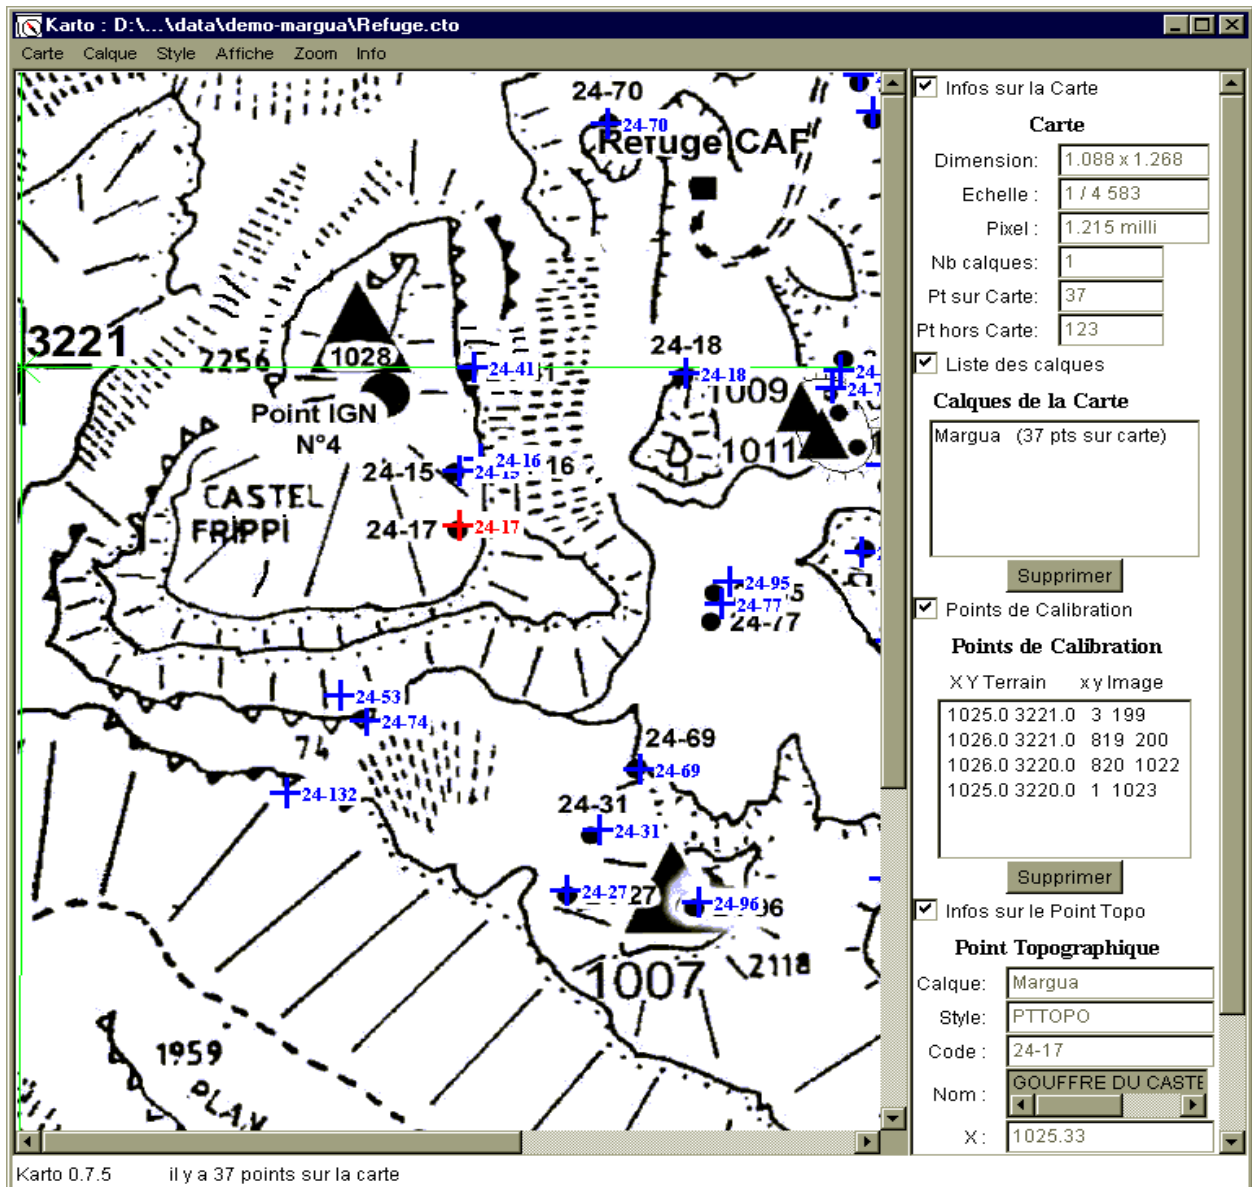 Karto : D:\...\data\demo-margua\Refuge.cto
Carte Calque Style Affiche Zoom Info
24-70
24-70
Refuge CAF
3221
2256
1028
24-41
24-18
24-18
1009
Point IGN
N°4
1011
24-16
16
24-15
24-15
CASTEL
FRIPPI
24-17
24-17
24-95
24-77
24-77
24-53
24-74
74
24-69
24-69
24-132
24-31
24-31
24-27
27
24-96
96
1007
2118
1959
PLAN
Infos sur la Carte
Carte
Dimension: 1.088 x 1.268
Echelle : 1 / 4 583
Pixel : 1.215 milli
Nb calques: 1
Pt sur Carte: 37
Pt hors Carte: 123
Liste des calques
Calques de la Carte
Margua (37 pts sur carte)
Supprimer
Points de Calibration
Points de Calibration
X Y Terrain x y Image
1025.0 3221.0 3 199
1026.0 3221.0 819 200
1026.0 3220.0 820 1022
1025.0 3220.0 1 1023
Supprimer
Infos sur le Point Topo
Point Topographique
Calque: Margua
Style: PTTOPO
Code : 24-17
Nom : GOUFFRE DU CASTE
X : 1025.33
Karto 0.7.5 il y a 37 points sur la carte